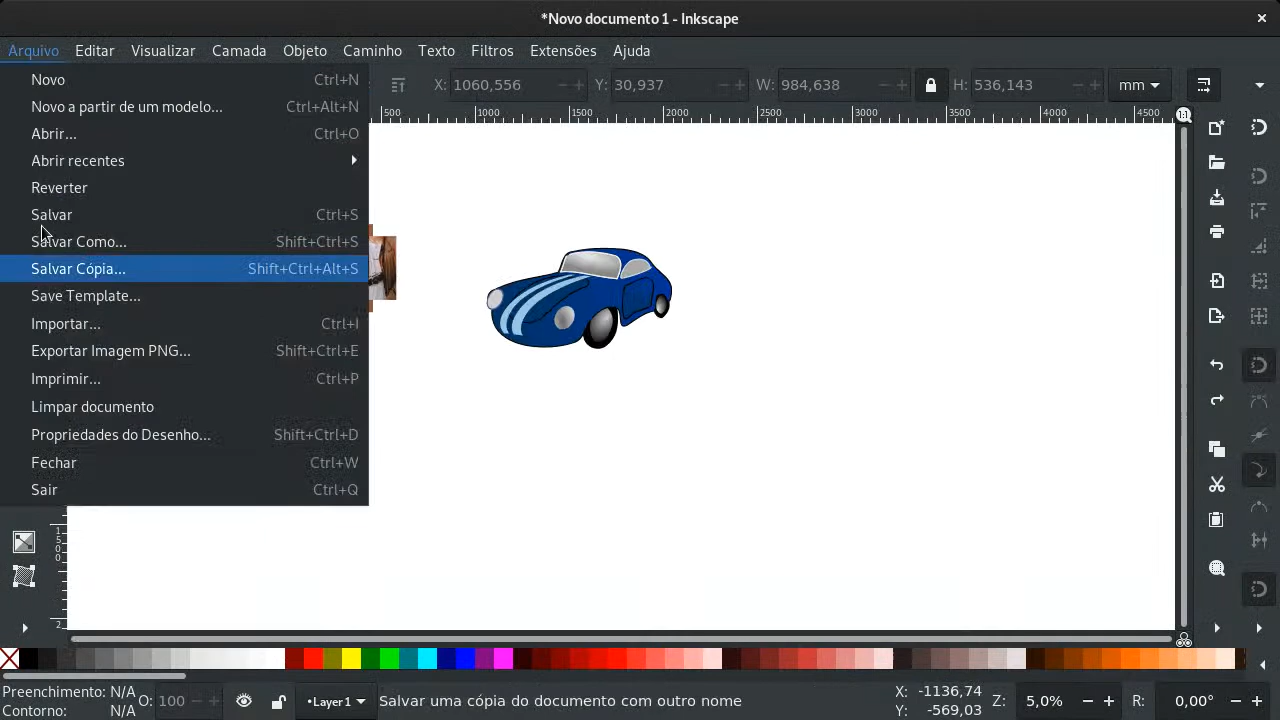 *Novo documento 1 - Inkscape
Arquivo Editar Visualizar Camada Objeto Caminho Texto Filtros Extensões Ajuda
X: 1060,556 Y: 30,937 W: 984,638 H: 536,143 mm
Novo Ctrl+N
Novo a partir de um modelo... Ctrl+Alt+N
Abrir... Ctrl+O
Abrir recentes
Reverter
Salvar Ctrl+S
Salvar Como... Shift+Ctrl+S
Salvar Cópia... Shift+Ctrl+Alt+S
Save Template...
Importar... Ctrl+I
Exportar Imagem PNG... Shift+Ctrl+E
Imprimir... Ctrl+P
Limpar documento
Propriedades do Desenho... Shift+Ctrl+D
Fechar Ctrl+W
Sair Ctrl+Q
500 1000 1500 2000 2500 3000 3500 4000 4500
1:1
1500
2
Preenchimento: N/A
Contorno: N/A
O: 100
•Layer1
Salvar uma cópia do documento com outro nome
X: -1136,74
Y: -569,03
Z: 5,0%
R: 0,00°